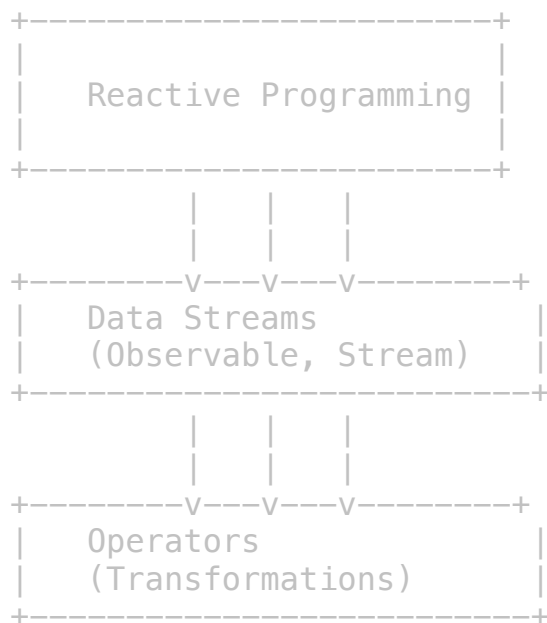 Reactive Programming
Data Streams
(Observable, Stream)
Operators
(Transformations)